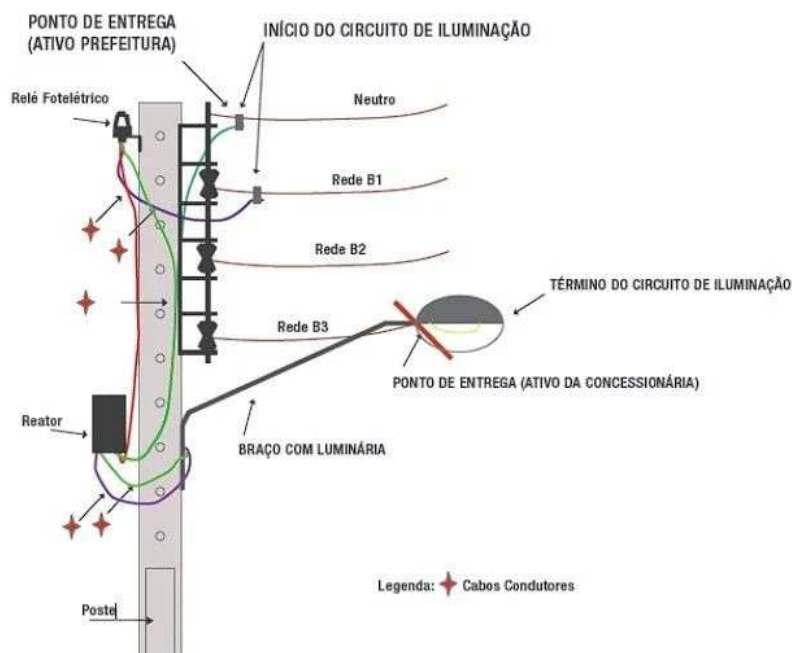 PONTO DE ENTREGA
(ATIVO PREFEITURA)
INÍCIO DO CIRCUITO DE ILUMINAÇÃO
Relé Fotelétrico
Neutro
Rede B1
Rede B2
TÉRMINO DO CIRCUITO DE ILUMINAÇÃO
Rede B3
PONTO DE ENTREGA (ATIVO DA CONCESSIONÁRIA)
Reator
BRAÇO COM LUMINÁRIA
Legenda: Cabos Condutores
Poste